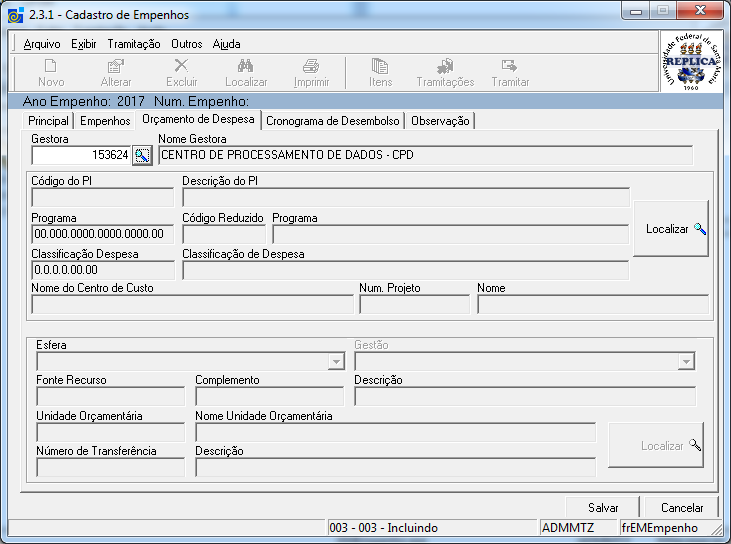 2.3.1 - Cadastro de Empenhos
Arquivo Exibir Tramitação Outros Ajuda
Novo Alterar Excluir Localizar Imprimir Itens Tramitações Tramitar
Universidade Federal de Santa Maria
REPLICA
1960
Ano Empenho: 2017 Num. Empenho:
Principal Empenhos Orçamento de Despesa Cronograma de Desembolso Observação
Gestora Nome Gestora
153624 CENTRO DE PROCESSAMENTO DE DADOS - CPD
Código do PI Descrição do PI
Programa Código Reduzido Programa
00.000.0000.0000.0000.00
Localizar
Classificação Despesa Classificação de Despesa
0.0.0.0.00.00
Nome do Centro de Custo Num. Projeto Nome
Esfera Gestão
Fonte Recurso Complemento Descrição
Unidade Orçamentária Nome Unidade Orçamentária
Localizar
Número de Transferência Descrição
Salvar Cancelar
003 - 003 - Incluindo ADMMTZ frEMEmpenho